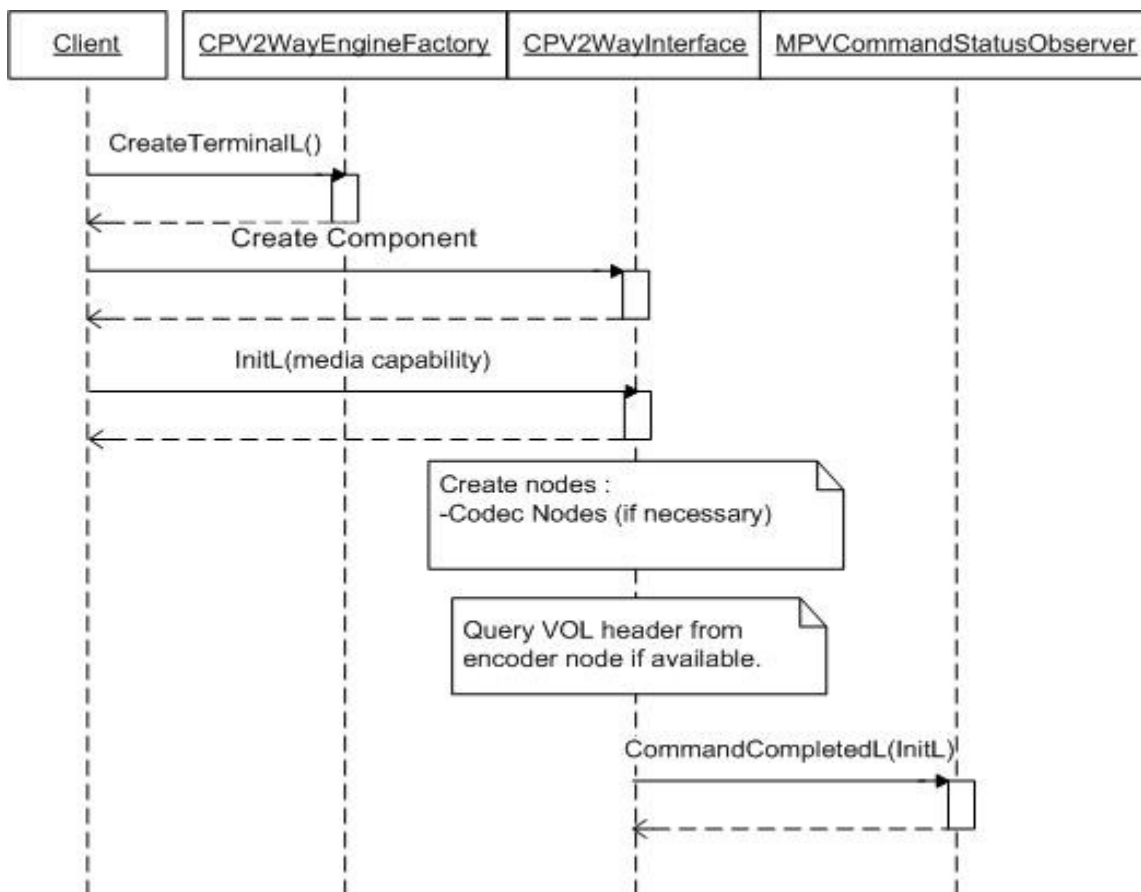 Client
CPV2WayEngineFactory
CPV2WayInterface
MPVCommandStatusObserver
CreateTerminalL()
Create Component
InitL(media capability)
Create nodes :
-Codec Nodes (if necessary)
Query VOL header from
encoder node if available.
CommandCompletedL(InitL)